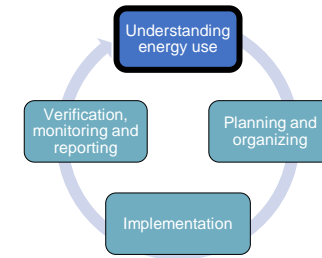 Understanding
energy use
Planning and
organizing
Implementation
Verification,
monitoring and
reporting